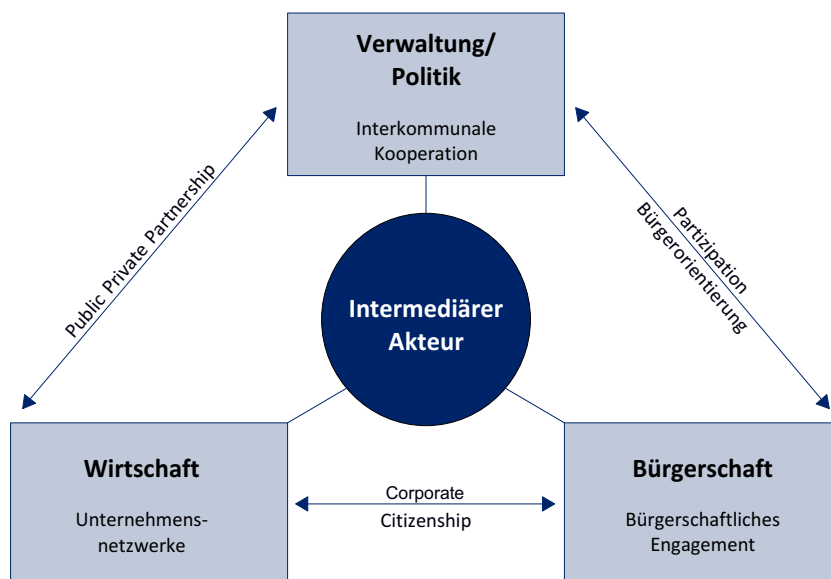 Verwaltung/
Politik
Interkommunale
Kooperation
Public Private Partnership
Partizipation
Bürgerorientierung
Intermediärer
Akteur
Wirtschaft
Unternehmens-
netzwerke
Corporate
Citizenship
Bürgerschaft
Bürgerschaftliches
Engagement